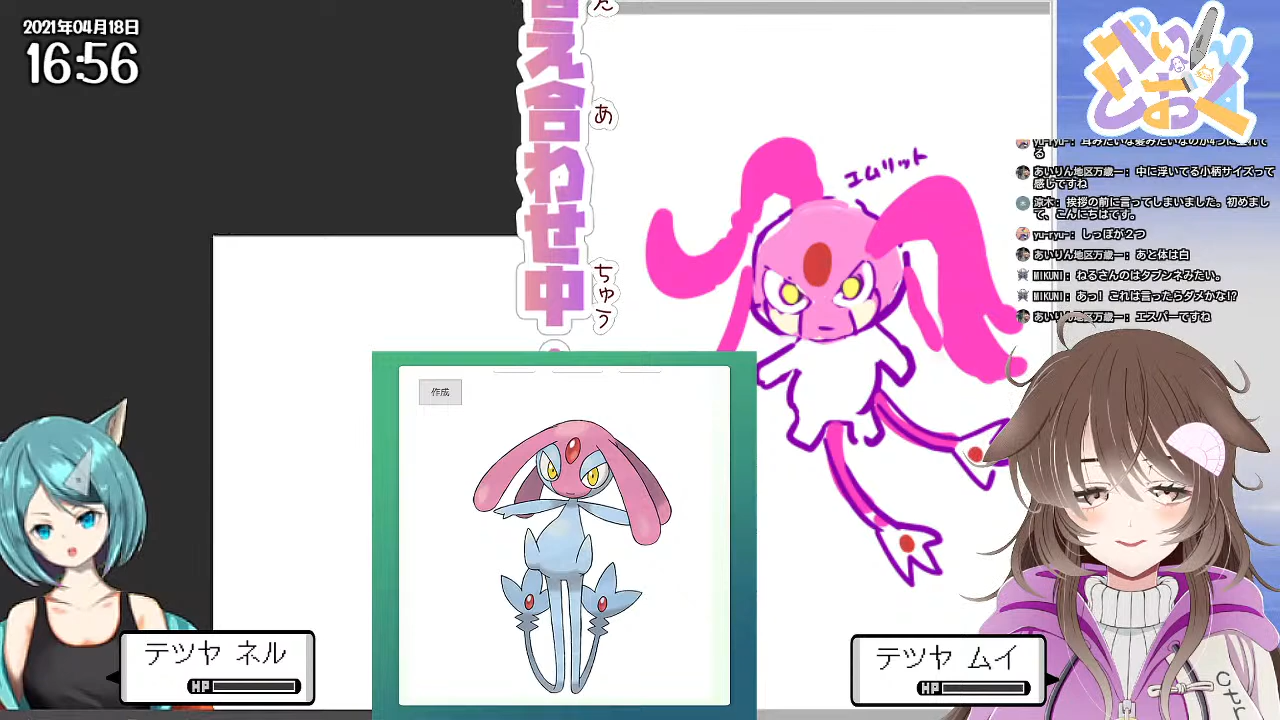 2021年04月18日
16:56
え合わせ中
あ
ちゅう
エムリット
作成
る
あいりん地区万歳ー: 中に浮いてる小柄サイズって
感じですね
挨拶の前に言ってしまいました。初めまし
て、こんにちはです。
yu-ryu-: しっぽが2つ
あいりん地区万歳ー: あと体は白
MIKUNI: ねるさんのはタブンネみたい。
MIKUNI: あっ! これは言ったらダメかな!?
あいりん地区万歳ー: エスパーですね
テツヤ ネル
HP
テツヤ ムイ
HP